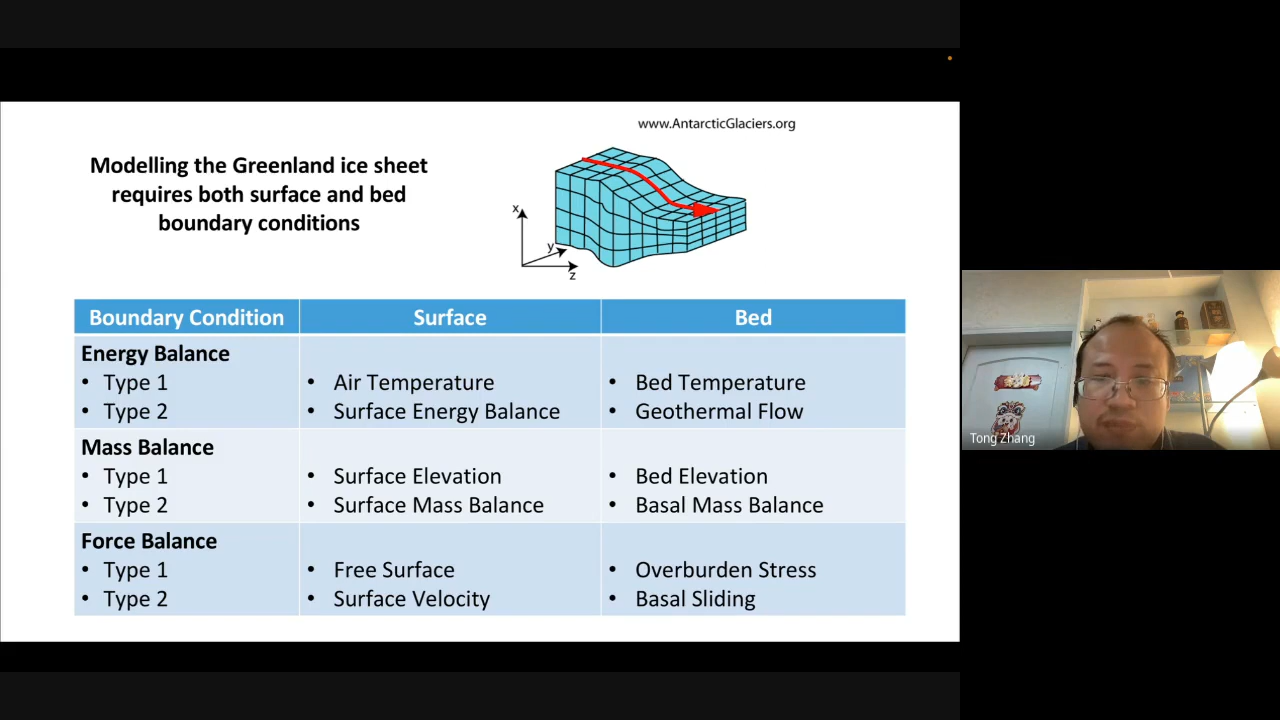 www.AntarcticGlaciers.org
Modelling the Greenland ice sheet
requires both surface and bed
boundary conditions
x
y
z
Boundary Condition Surface Bed
Energy Balance
• Type 1 • Air Temperature • Bed Temperature
• Type 2 • Surface Energy Balance • Geothermal Flow
Mass Balance
• Type 1 • Surface Elevation • Bed Elevation
• Type 2 • Surface Mass Balance • Basal Mass Balance
Force Balance
• Type 1 • Free Surface • Overburden Stress
• Type 2 • Surface Velocity • Basal Sliding
Tong Zhang